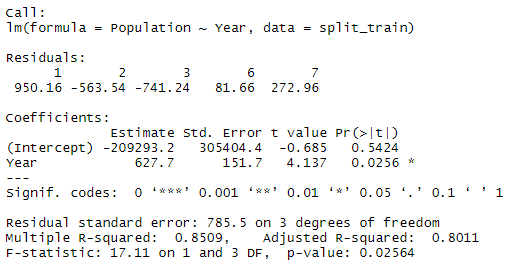 Call:
lm(formula = Population ~ Year, data = split_train)
Residuals:
1 2 3 6 7
950.16 -563.54 -741.24 81.66 272.96
Coefficients:
Estimate Std. Error t value Pr(>|t|)
(Intercept) -209293.2 305404.4 -0.685 0.5424
Year 627.7 151.7 4.137 0.0256 *
---
Signif. codes: 0 ‘***’ 0.001 ‘**’ 0.01 ‘*’ 0.05 ‘.’ 0.1 ‘ ’ 1
Residual standard error: 785.5 on 3 degrees of freedom
Multiple R-squared: 0.8509, Adjusted R-squared: 0.8011
F-statistic: 17.11 on 1 and 3 DF, p-value: 0.02564